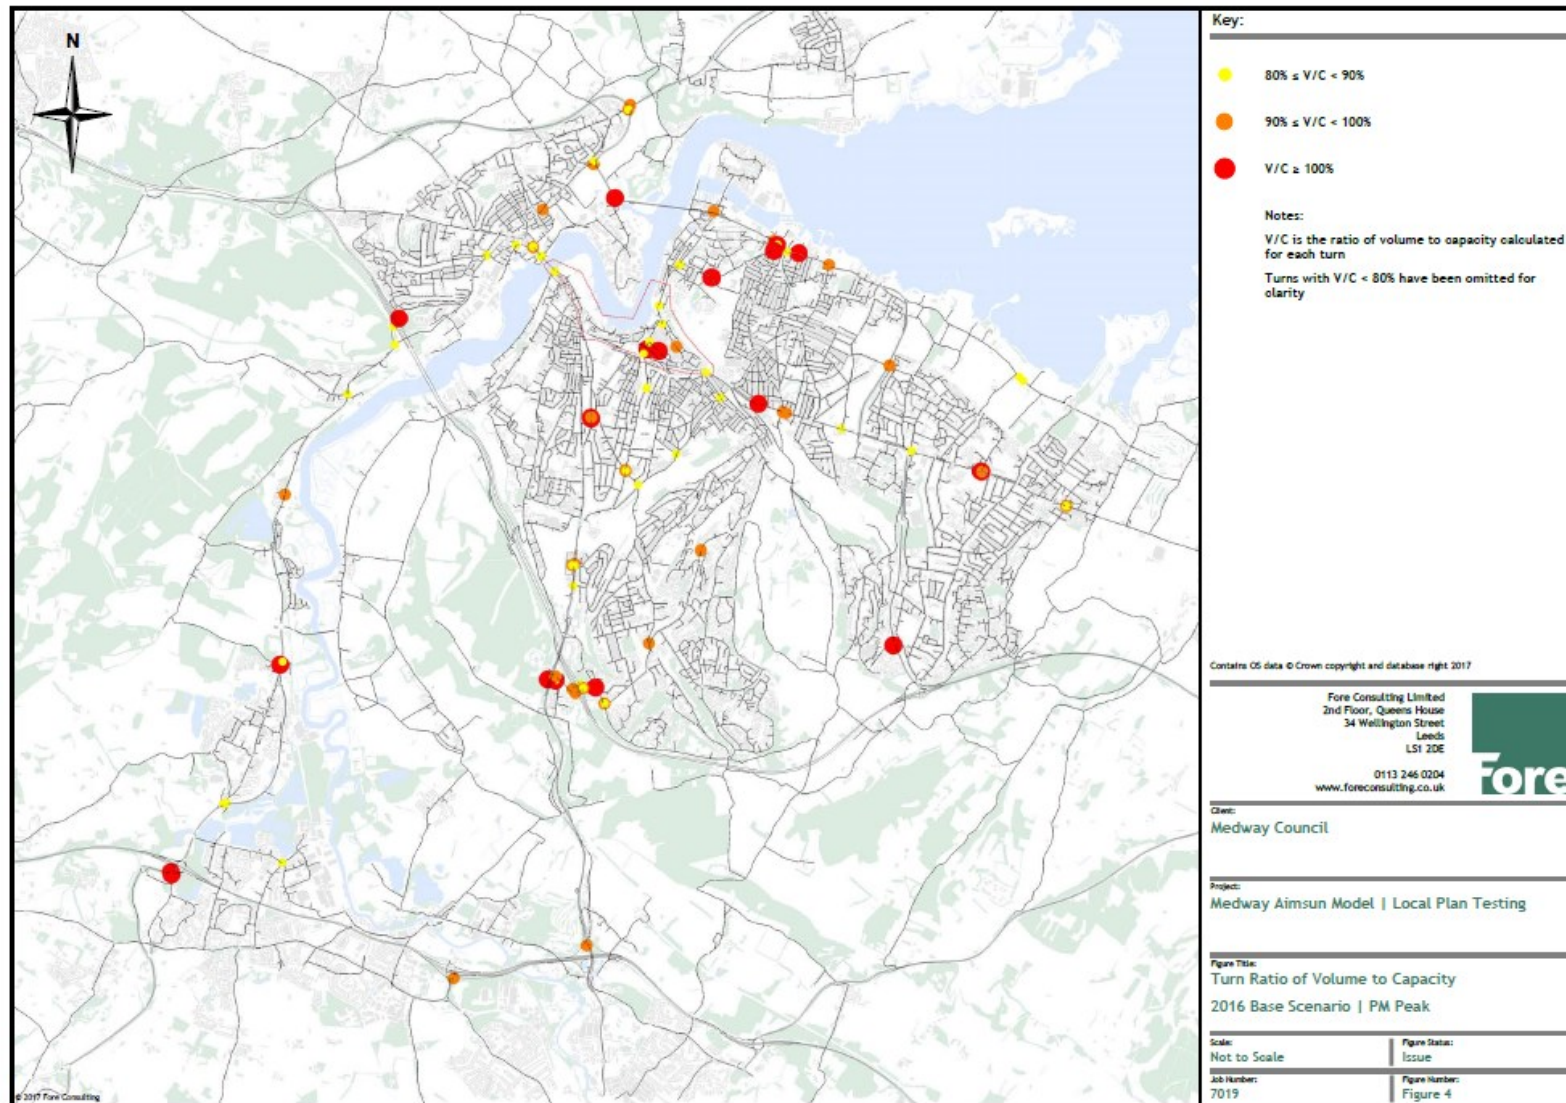 N
© 2017 Fore Consulting
Key:
80% ≤ V/C < 90%
90% ≤ V/C < 100%
V/C ≥ 100%
Notes:
V/C is the ratio of volume to capacity calculated
for each turn
Turns with V/C < 80% have been omitted for
clarity
Contains OS data © Crown copyright and database right 2017
Fore Consulting Limited
2nd Floor, Queens House
34 Wellington Street
Leeds
LS1 2DE
0113 246 0204
www.foreconsulting.co.uk
Fore
Client:
Medway Council
Project:
Medway Aimsun Model | Local Plan Testing
Figure Title:
Turn Ratio of Volume to Capacity
2016 Base Scenario | PM Peak
Scale:
Not to Scale
Figure Status:
Issue
Job Number:
7019
Figure Number:
Figure 4